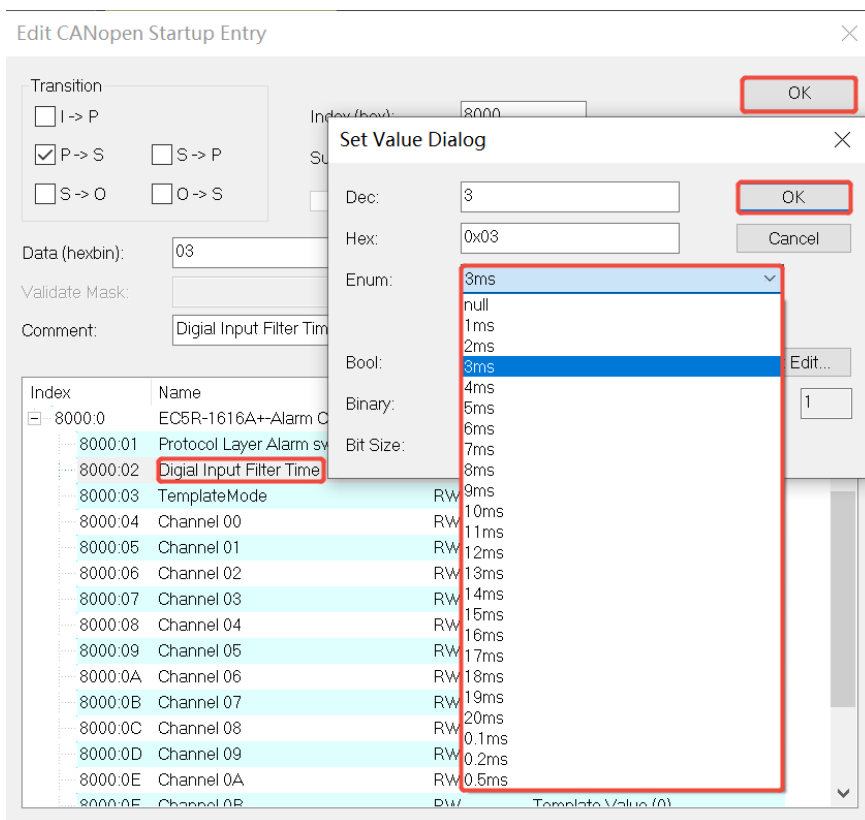 Edit CANopen Startup Entry
Transition
I -> P
P -> S
S -> P
S -> O
O -> S
OK
Index (hex):
8000
Data (hexbin):
03
Validate Mask:
Comment:
Digial Input Filter Tim
Set Value Dialog
Dec:
3
OK
Hex:
0x03
Cancel
Enum:
3ms
null
1ms
2ms
3ms
4ms
5ms
6ms
7ms
8ms
9ms
10ms
11ms
12ms
13ms
14ms
15ms
16ms
17ms
18ms
19ms
20ms
0.1ms
0.2ms
0.5ms
Bool:
Edit...
Binary:
1
Bit Size:
Index Name
8000:0 EC5R-1616A+-Alarm C
8000:01 Protocol Layer Alarm sw
8000:02 Digial Input Filter Time
8000:03 TemplateMode RW
8000:04 Channel 00 RW
8000:05 Channel 01 RW
8000:06 Channel 02 RW
8000:07 Channel 03 RW
8000:08 Channel 04 RW
8000:09 Channel 05 RW
8000:0A Channel 06 RW
8000:0B Channel 07 RW
8000:0C Channel 08 RW
8000:0D Channel 09 RW
8000:0E Channel 0A RW
8000:0F Channel 0B RW Template Value (0)